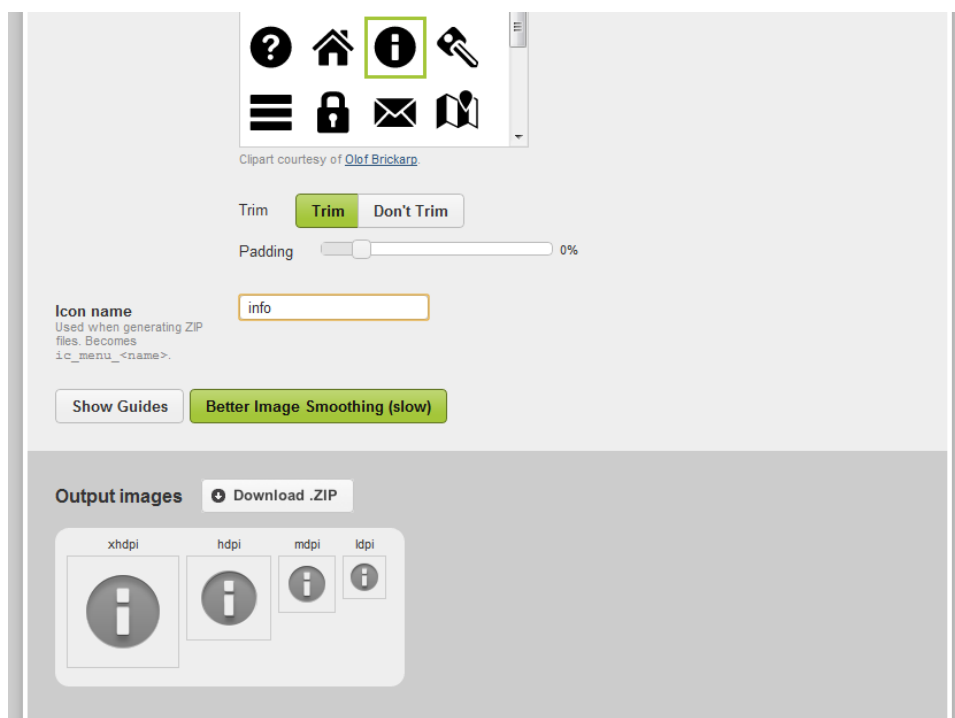 Clipart courtesy of Olof Brickarp.
Trim Trim Don't Trim
Padding 0%
Icon name
info
Used when generating ZIP
files. Becomes
ic_menu_<name>.
Show Guides Better Image Smoothing (slow)
Output images Download .ZIP
xhdpi hdpi mdpi ldpi